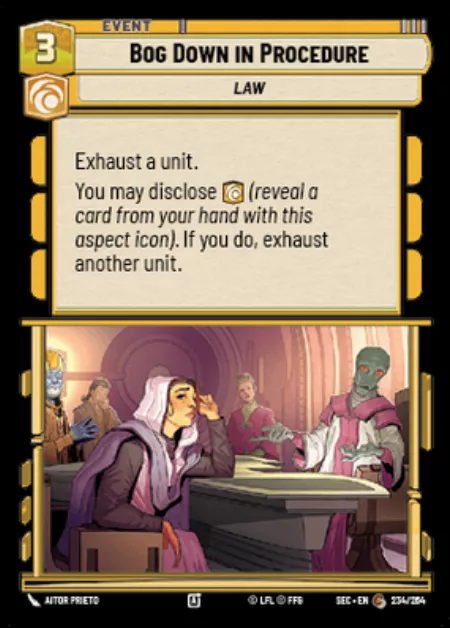 EVENT
3
BOG DOWN IN PROCEDURE
LAW
Exhaust a unit.
You may disclose (reveal a
card from your hand with this
aspect icon). If you do, exhaust
another unit.
AITOR PRIETO
A
© LFL © FFG
SEC • EN
C
234/264